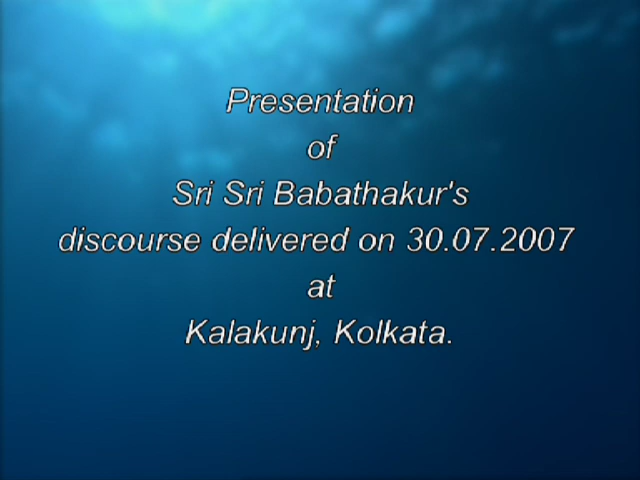 Presentation
of
Sri Sri Babathakur's
discourse delivered on 30.07.2007
at
Kalakunj, Kolkata.